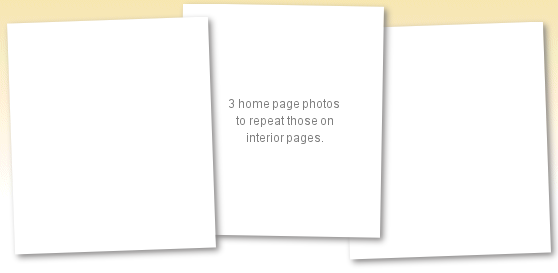 3 home page photos
to repeat those on
interior pages.